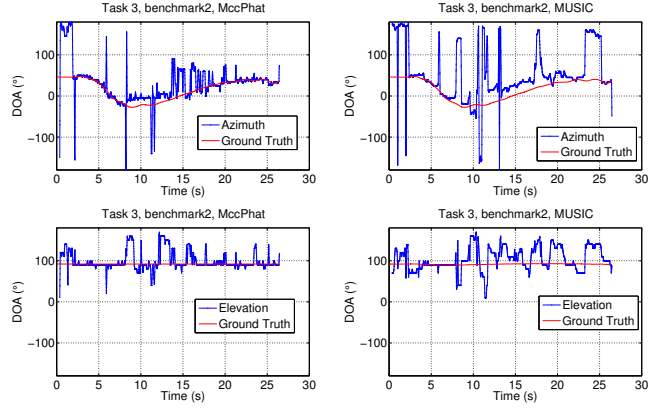 Task 3, benchmark2, McCPhat
DOA (°)
100
0
−100
Azimuth
Ground Truth
0 5 10 15 20 25 30
Time (s)
Task 3, benchmark2, MUSIC
DOA (°)
100
0
−100
Azimuth
Ground Truth
0 5 10 15 20 25 30
Time (s)
Task 3, benchmark2, MccPhat
DOA (°)
100
0
−100
Elevation
Ground Truth
0 5 10 15 20 25 30
Time (s)
Task 3, benchmark2, MUSIC
DOA (°)
100
0
−100
Elevation
Ground Truth
0 5 10 15 20 25 30
Time (s)